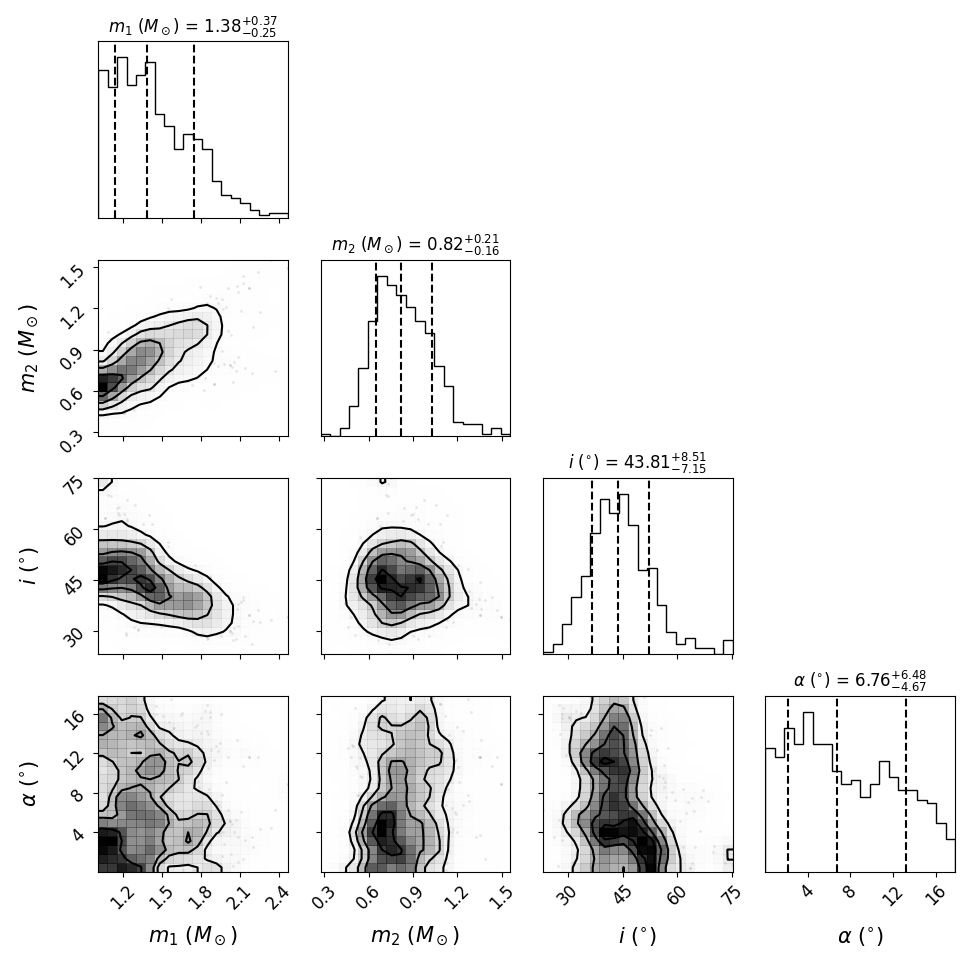 m₁ (M⊙) = 1.38+0.37−0.25
m₂ (M⊙) = 0.82+0.21−0.16
m₂ (M⊙)
1.5
1.2
0.9
0.6
0.3
i (°) = 43.81+8.51−7.15
i (°)
75
60
45
30
α (°) = 6.76+6.48−4.67
α (°)
16
12
8
4
1.2 1.5 1.8 2.1 2.4
0.3 0.6 0.9 1.2 1.5
30 45 60 75
4 8 12 16
m₁ (M⊙) m₂ (M⊙) i (°) α (°)